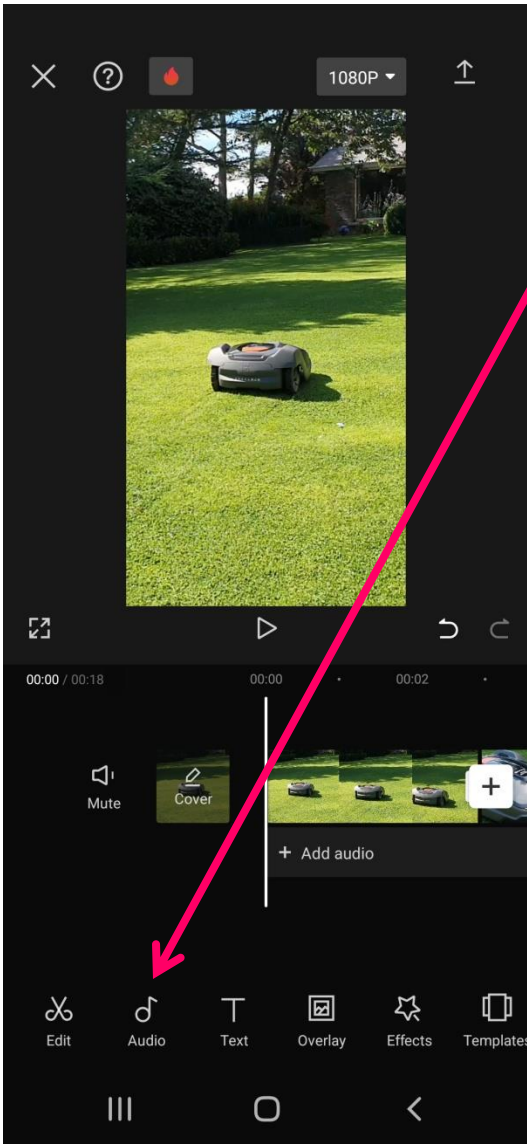 1080P
00:00 / 00:18
00:00
00:02
Mute
Cover
+ Add audio
Edit
Audio
Text
Overlay
Effects
Templates